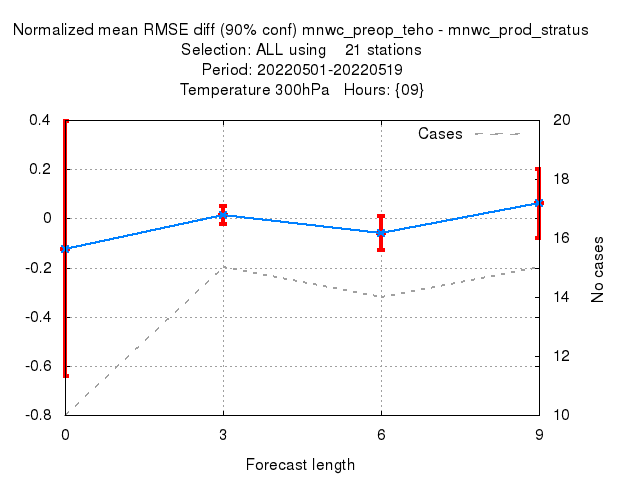 Normalized mean RMSE diff (90% conf) mnwc_preop_teho - mnwc_prod_stratus
Selection: ALL using    21 stations
Period: 20220501-20220519
Temperature 300hPa   Hours: {09}
Cases
0.4
0.2
0
-0.2
-0.4
-0.6
-0.8
20
18
16
14
12
10
No cases
0
3
6
9
Forecast length